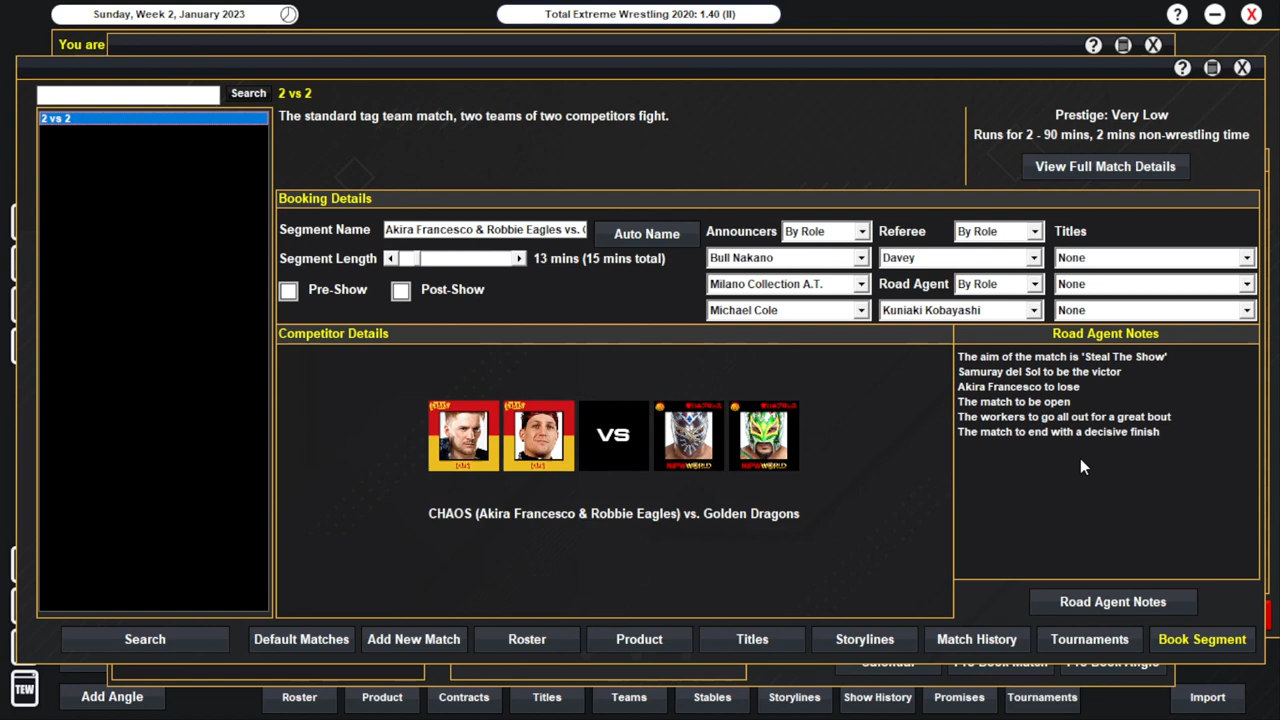 Sunday, Week 2, January 2023
Total Extreme Wrestling 2020: 1.40 (II)
?
X
You are
?
X
?
X
Search
2 vs 2
2 vs 2
The standard tag team match, two teams of two competitors fight.
Prestige: Very Low
Runs for 2 - 90 mins, 2 mins non-wrestling time
View Full Match Details
Booking Details
Segment Name
Akira Francesco & Robbie Eagles vs. G
Auto Name
Announcers
By Role
Referee
By Role
Titles
Segment Length
13 mins (15 mins total)
Bull Nakano
Davey
None
Pre-Show
Post-Show
Milano Collection A.T.
Road Agent
By Role
None
Michael Cole
Kuniaki Kobayashi
None
Competitor Details
Road Agent Notes
The aim of the match is 'Steal The Show'
Samuray del Sol to be the victor
Akira Francesco to lose
The match to be open
The workers to go all out for a great bout
The match to end with a decisive finish
VS
CHAOS (Akira Francesco & Robbie Eagles) vs. Golden Dragons
Road Agent Notes
Search
Default Matches
Add New Match
Roster
Product
Titles
Storylines
Match History
Tournaments
Book Segment
Calendar
Pre Book Match
Pre Book Angle
TEW
Add Angle
Roster
Product
Contracts
Titles
Teams
Stables
Storylines
Show History
Promises
Tournaments
Import